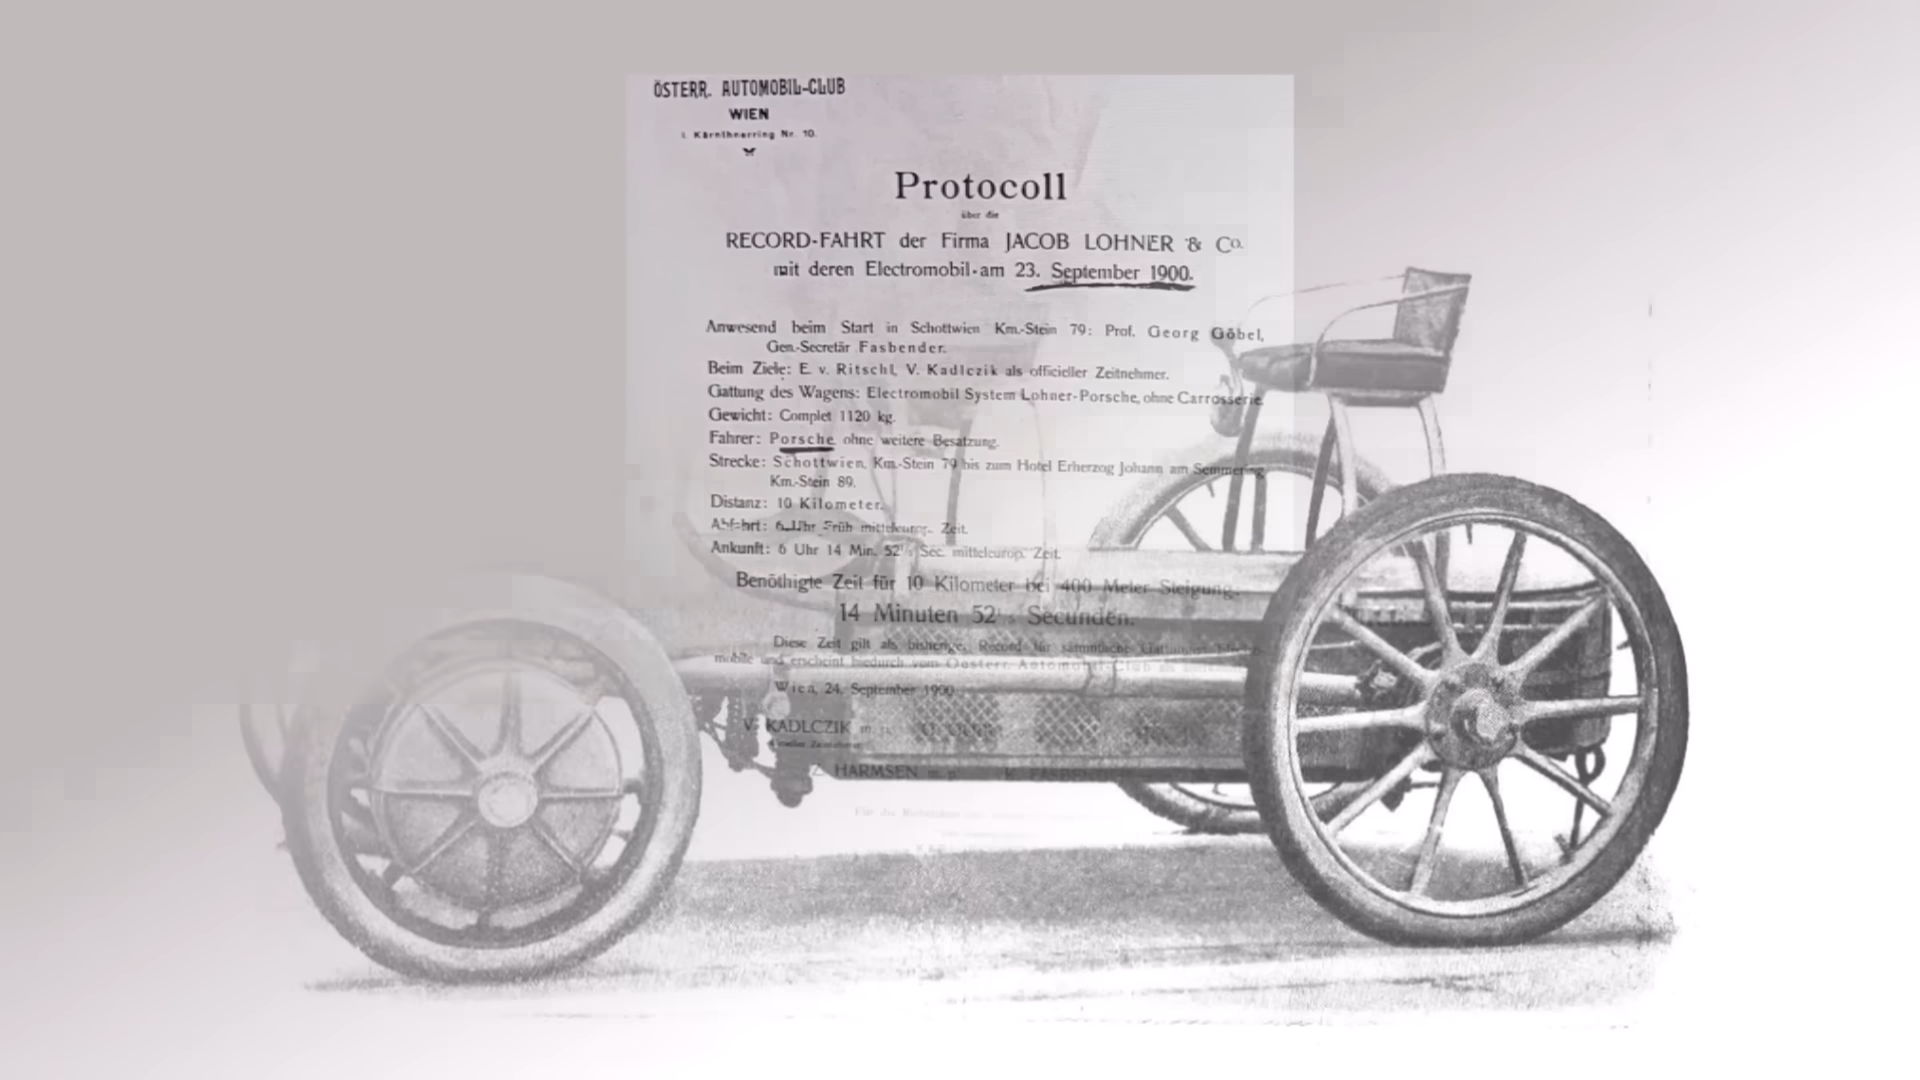 ÖSTERR. AUTOMOBIL-CLUB
WIEN
I. Kärnthnerring Nr. 10.
Protocoll
über die
RECORD-FAHRT der Firma JACOB LOHNER & Co.
mit deren Electromobil am 23. September 1900.
Anwesend beim Start in Schottwien Km.-Stein 79: Prof. Georg Göbel,
Gen.-Secretär Fasbender.
Beim Ziele: E. v. Ritschl, V. Kadlczik als officieller Zeitnehmer.
Gattung des Wagens: Electromobil System Lohner-Porsche, ohne Carrosserie.
Gewicht: Complet 1120 kg.
Fahrer: Porsche ohne weitere Besatzung.
Strecke: Schottwien, Km.-Stein 79 bis zum Hotel Erherzog Johann am Semmering
Km.-Stein 89.
Distanz: 10 Kilometer.
Abfahrt: 6 Uhr Früh mitteleurop. Zeit.
Ankunft: 6 Uhr 14 Min. 52 Sec. mitteleurop. Zeit.
Benöthigte Zeit für 10 Kilometer bei 400 Meter Steigung.
14 Minuten 52 Secunden.
Diese Zeit gilt als bisheriger Record für sämmtliche
mobile und erscheint hiedurch vom Oesterr. Automobil-Club
Wien, 24. September 1900.
V. KADLCZIK m. p.
HARMSEN m. p.